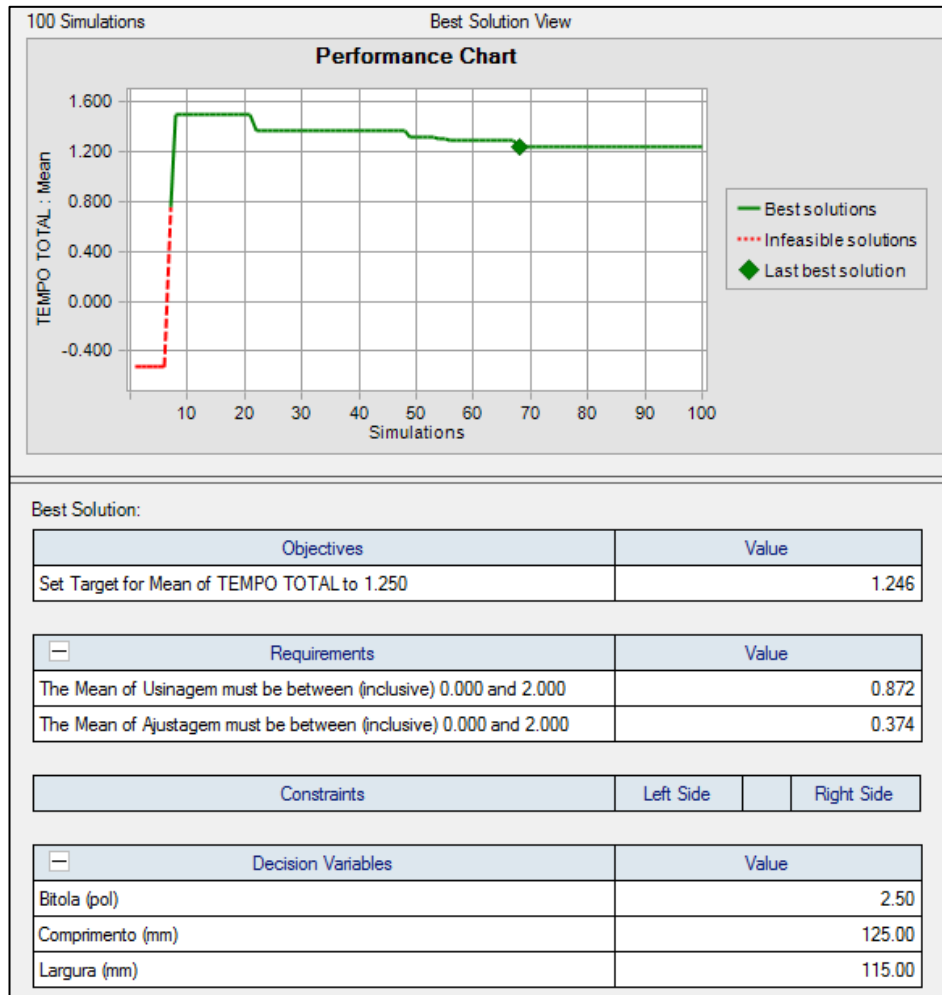 100 Simulations Best Solution View
Performance Chart
1.600
1.200
0.800
0.400
0.000
-0.400
TEMPO TOTAL : Mean
10 20 30 40 50 60 70 80 90 100
Simulations
Best solutions
Infeasible solutions
Last best solution
Best Solution:
Objectives Value
Set Target for Mean of TEMPO TOTAL to 1.250 1.246
Requirements Value
The Mean of Usinagem must be between (inclusive) 0.000 and 2.000 0.872
The Mean of Ajustagem must be between (inclusive) 0.000 and 2.000 0.374
Constraints Left Side Right Side
Decision Variables Value
Bitola (pol) 2.50
Comprimento (mm) 125.00
Largura (mm) 115.00